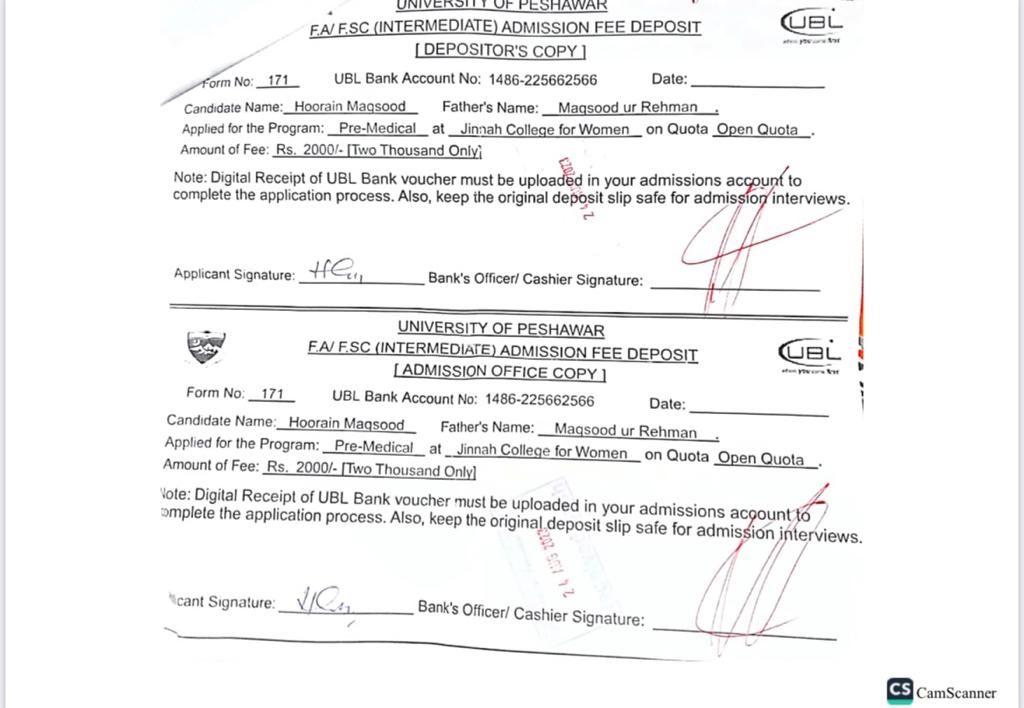 UNIVERSITY OF PESHAWAR
F.A/ F.SC (INTERMEDIATE) ADMISSION FEE DEPOSIT
UBL
[ DEPOSITOR'S COPY ]
Form No: 171 UBL Bank Account No: 1486-225662566 Date:
Candidate Name: Hoorain Maqsood Father's Name: Maqsood ur Rehman .
Applied for the Program: Pre-Medical at Jinnah College for Women on Quota Open Quota .
Amount of Fee: Rs. 2000/- [Two Thousand Only]
Note: Digital Receipt of UBL Bank voucher must be uploaded in your admissions account to
complete the application process. Also, keep the original deposit slip safe for admission interviews.
Applicant Signature: Bank's Officer/ Cashier Signature:
UNIVERSITY OF PESHAWAR
F.A/ F.SC (INTERMEDIATE) ADMISSION FEE DEPOSIT
UBL
[ ADMISSION OFFICE COPY ]
Form No: 171 UBL Bank Account No: 1486-225662566 Date:
Candidate Name: Hoorain Maqsood Father's Name: Maqsood ur Rehman .
Applied for the Program: Pre-Medical at Jinnah College for Women on Quota Open Quota .
Amount of Fee: Rs. 2000/- [Two Thousand Only]
Note: Digital Receipt of UBL Bank voucher must be uploaded in your admissions account to
complete the application process. Also, keep the original deposit slip safe for admission interviews.
24 AUG 2023
cant Signature: Bank's Officer/ Cashier Signature:
CS CamScanner